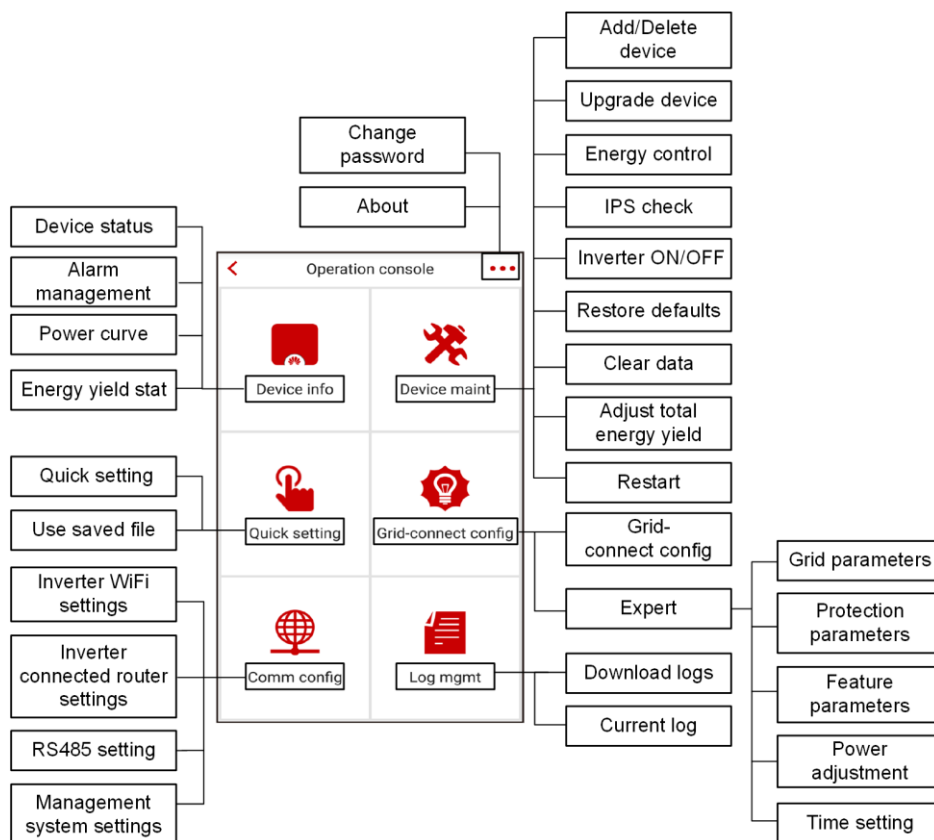 Add/Delete
device
Upgrade device
Energy control
IPS check
Inverter ON/OFF
Restore defaults
Clear data
Adjust total
energy yield
Restart
Change
password
About
Device status
Alarm
management
Power curve
Energy yield stat
Operation console
Device info
Device maint
Quick setting
Grid-connect config
Comm config
Log mgmt
Quick setting
Use saved file
Inverter WiFi
settings
Inverter
connected router
settings
RS485 setting
Management
system settings
Grid-
connect config
Expert
Download logs
Current log
Grid parameters
Protection
parameters
Feature
parameters
Power
adjustment
Time setting